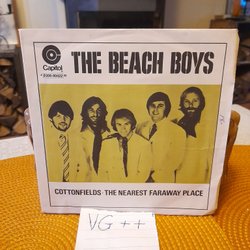 Capitol
THE BEACH BOYS
COTTONFIELDS · THE NEAREST FARAWAY PLACE
VG++